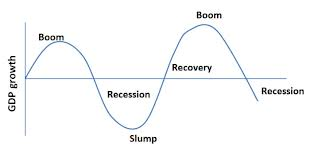 Boom
Boom
GDP growth
Recovery
Recession
Recession
Slump